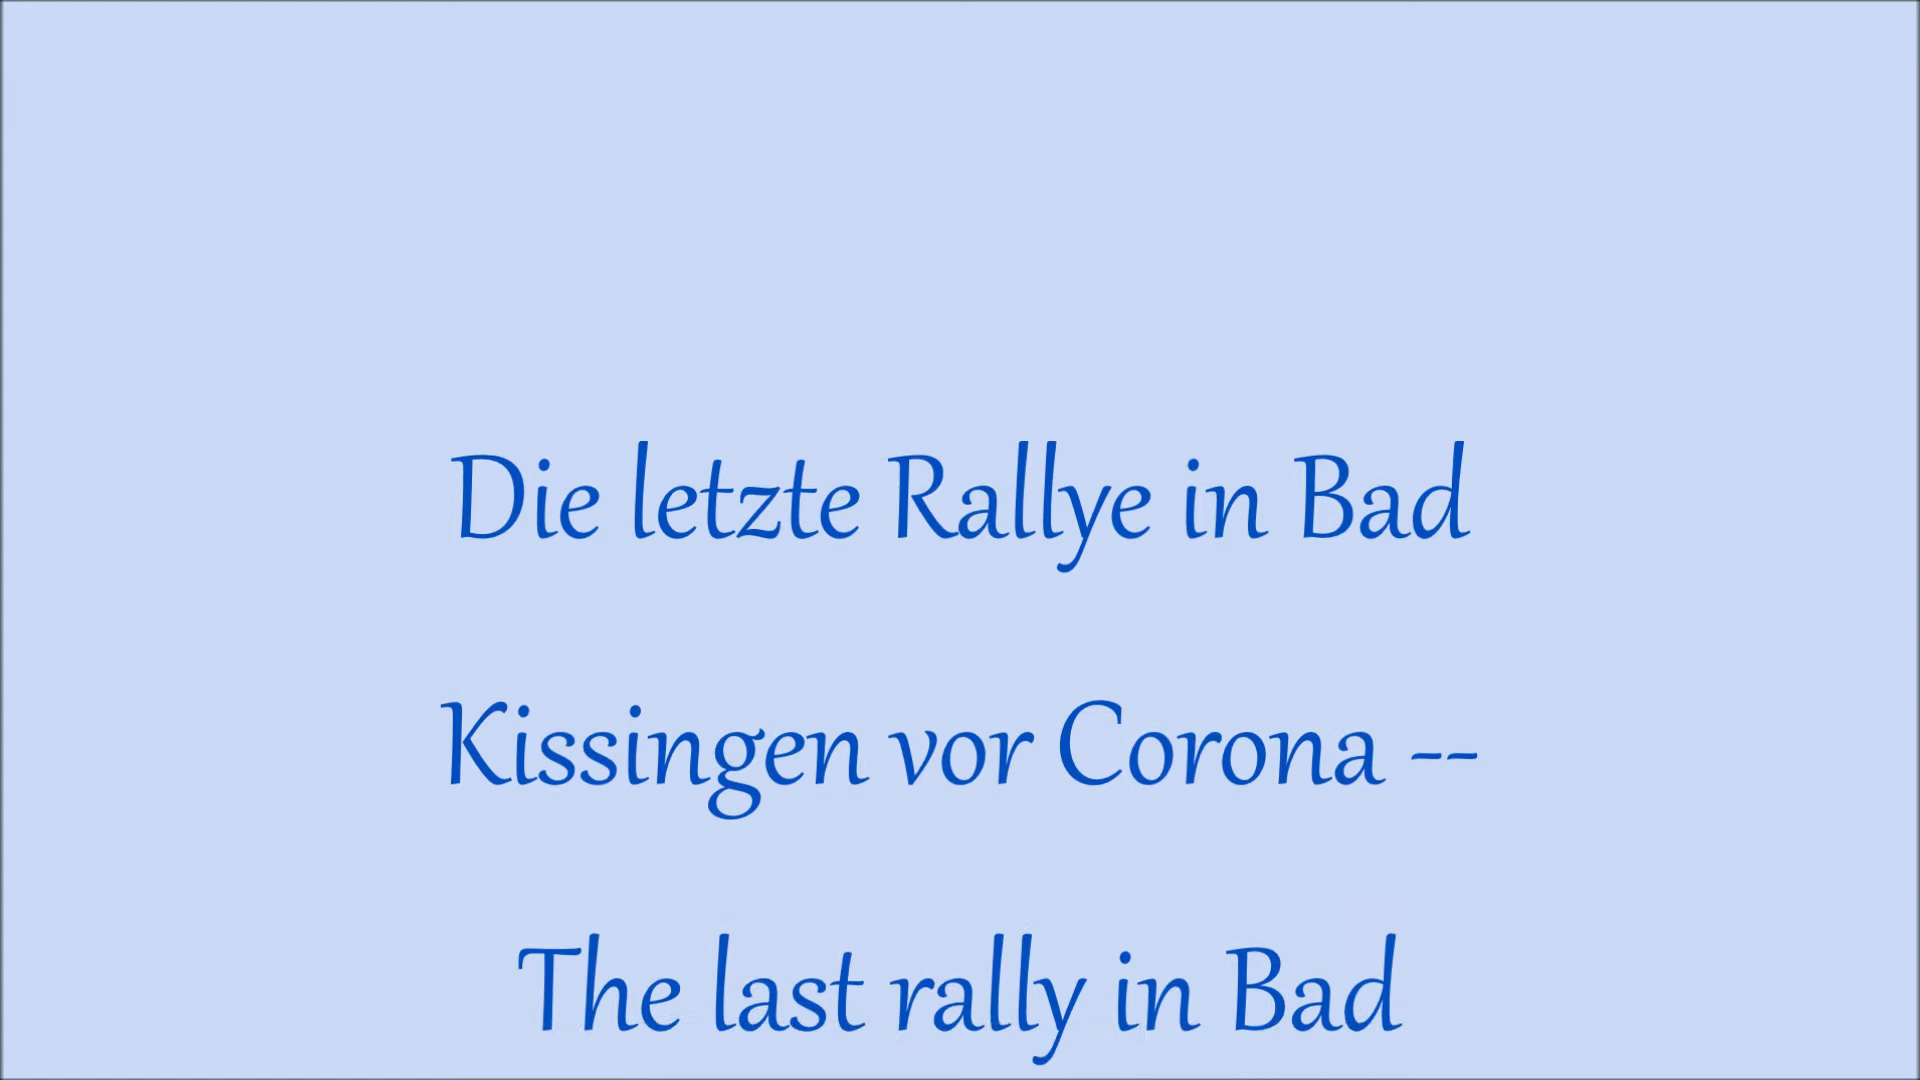 Die letzte Rallye in Bad
Kissingen vor Corona --
The last rally in Bad